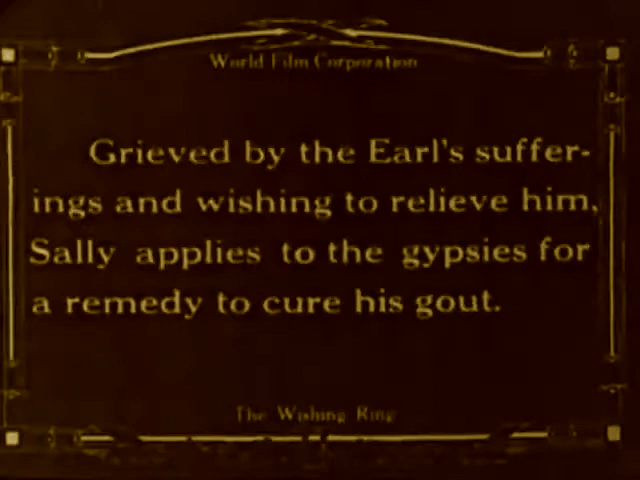 World Film Corporation
Grieved by the Earl's suffer-
ings and wishing to relieve him,
Sally applies to the gypsies for
a remedy to cure his gout.
The Wishing Ring